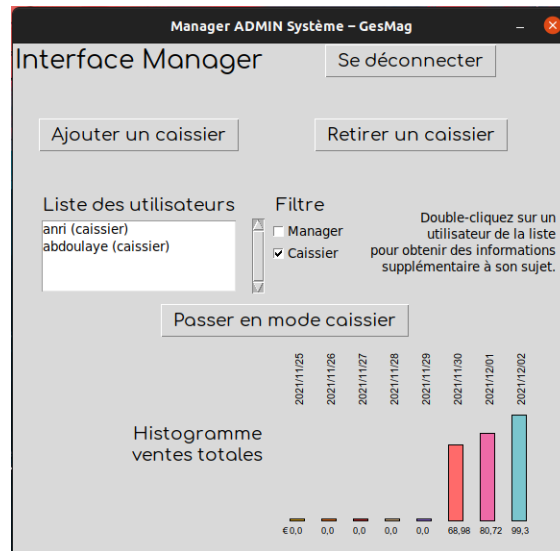 Manager ADMIN Système – GesMag
Interface Manager
Se déconnecter
Ajouter un caissier
Retirer un caissier
Liste des utilisateurs
anri (caissier)
abdoulaye (caissier)
Filtre
Manager
Caissier
Double-cliquez sur un
utilisateur de la liste
pour obtenir des informations
supplémentaire à son sujet.
Passer en mode caissier
2021/11/25
2021/11/26
2021/11/27
2021/11/28
2021/11/29
2021/11/30
2021/12/01
2021/12/02
Histogramme
ventes totales
€0,0 0,0 0,0 0,0 0,0 68,98 80,72 99,3